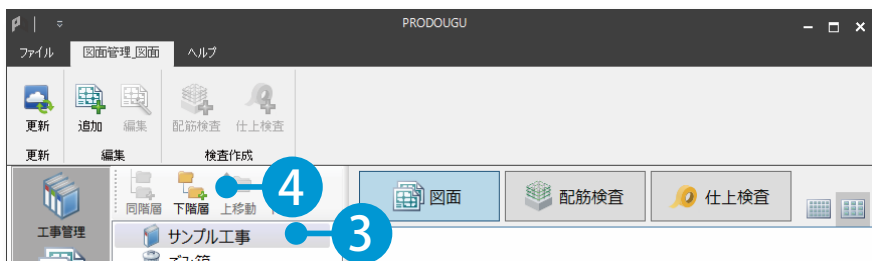 PRODOUGU
ファイル 図面管理_図面 ヘルプ
更新 追加 編集 配筋検査 仕上検査
更新 編集 検査作成
同階層 下階層 上移動
4
図面 配筋検査 仕上検査
工事管理
サンプル工事
3